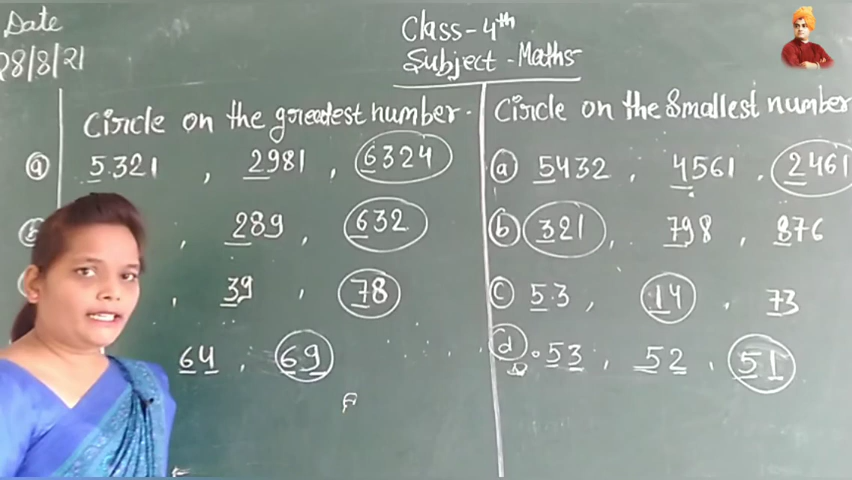 Date
28/8/21
Class-4th
Subject-Maths
Circle on the greatest number.
(a) 5321, 2981, 6324
(b) , 289, 632
, 39, 78
64, 69
Circle on the smallest number
(a) 5432, 4561, 2461
(b) 321, 798, 876
(c) 53, 14, 73
(d) 53, 52, 51